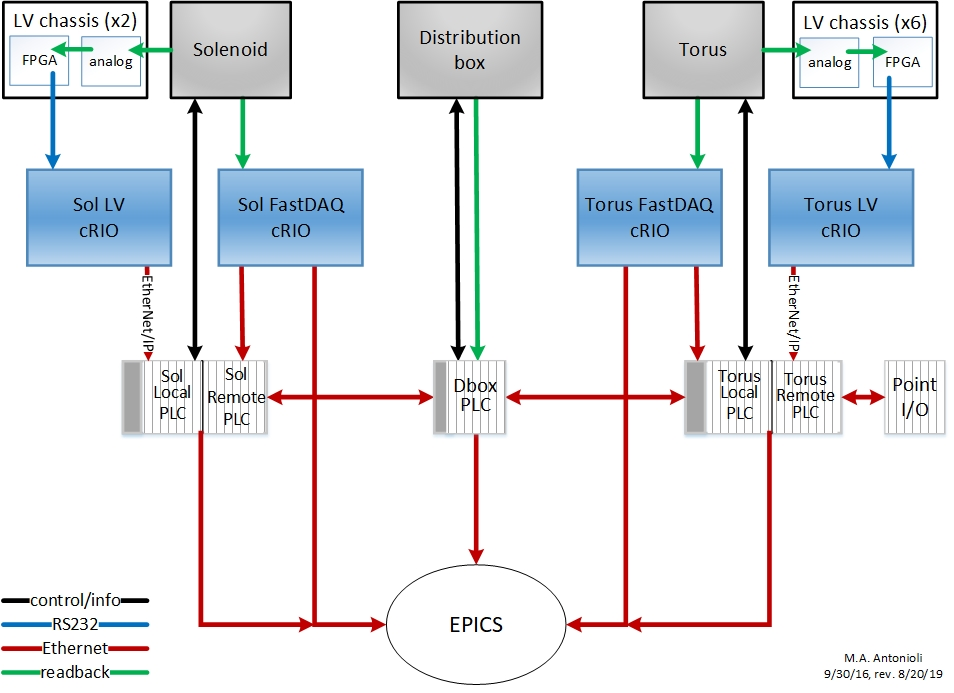 LV chassis (x2)
FPGA
analog
Solenoid
Distribution
box
Torus
LV chassis (x6)
analog
FPGA
Sol LV
cRIO
Sol FastDAQ
cRIO
Torus FastDAQ
cRIO
Torus LV
cRIO
EtherNet/IP
EtherNet/IP
Sol
Local
PLC
Sol
Remote
PLC
Dbox
PLC
Torus
Local
PLC
Torus
Remote
PLC
Point
I/O
EPICS
control/info
RS232
Ethernet
readback
M.A. Antonioli
9/30/16, rev. 8/20/19